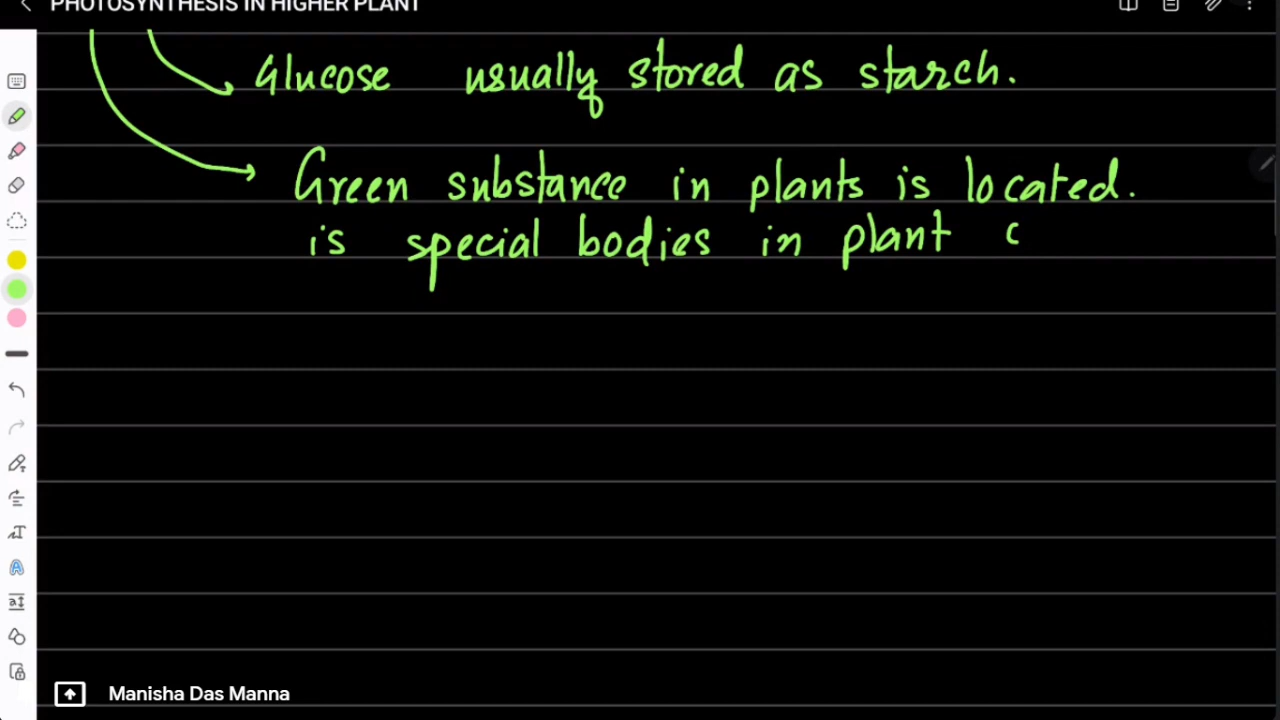 PHOTOSYNTHESIS IN HIGHER PLANT
Glucose usually stored as starch.
Green substance in plants is located.
is special bodies in plant c
Manisha Das Manna